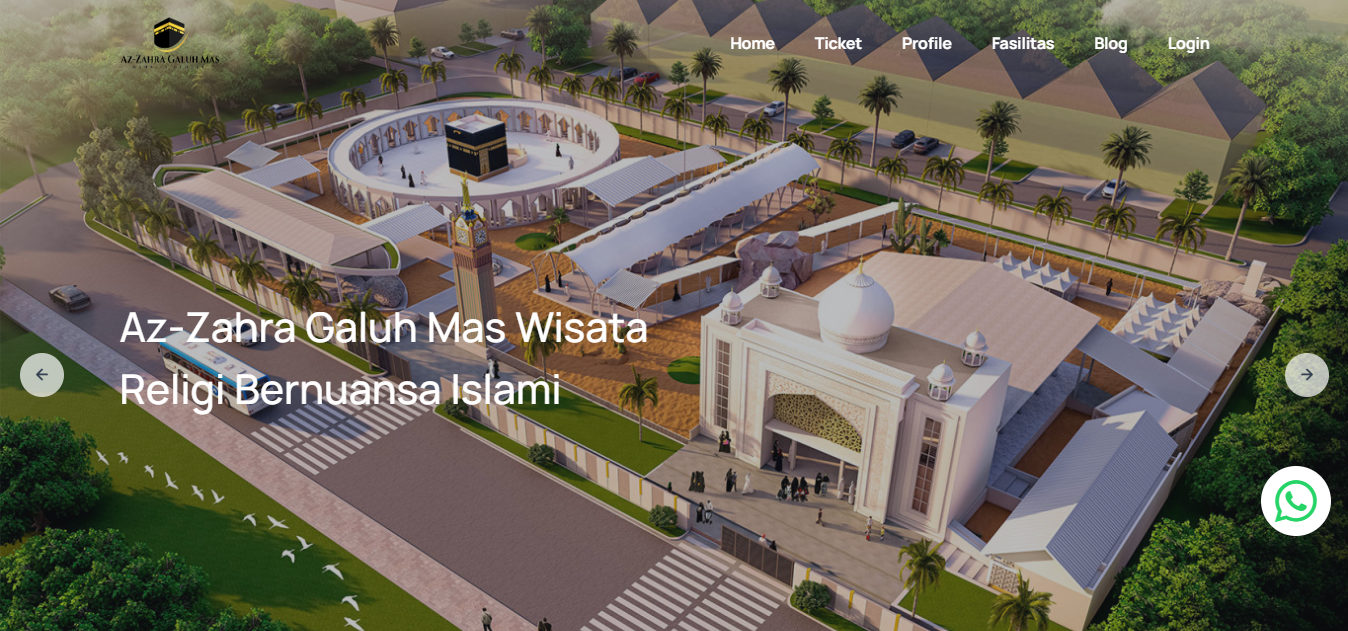 Home Ticket Profile Fasilitas Blog Login
AZ-ZAHRA GALUH MAS
Az-Zahra Galuh Mas Wisata
Religi Bernuansa Islami